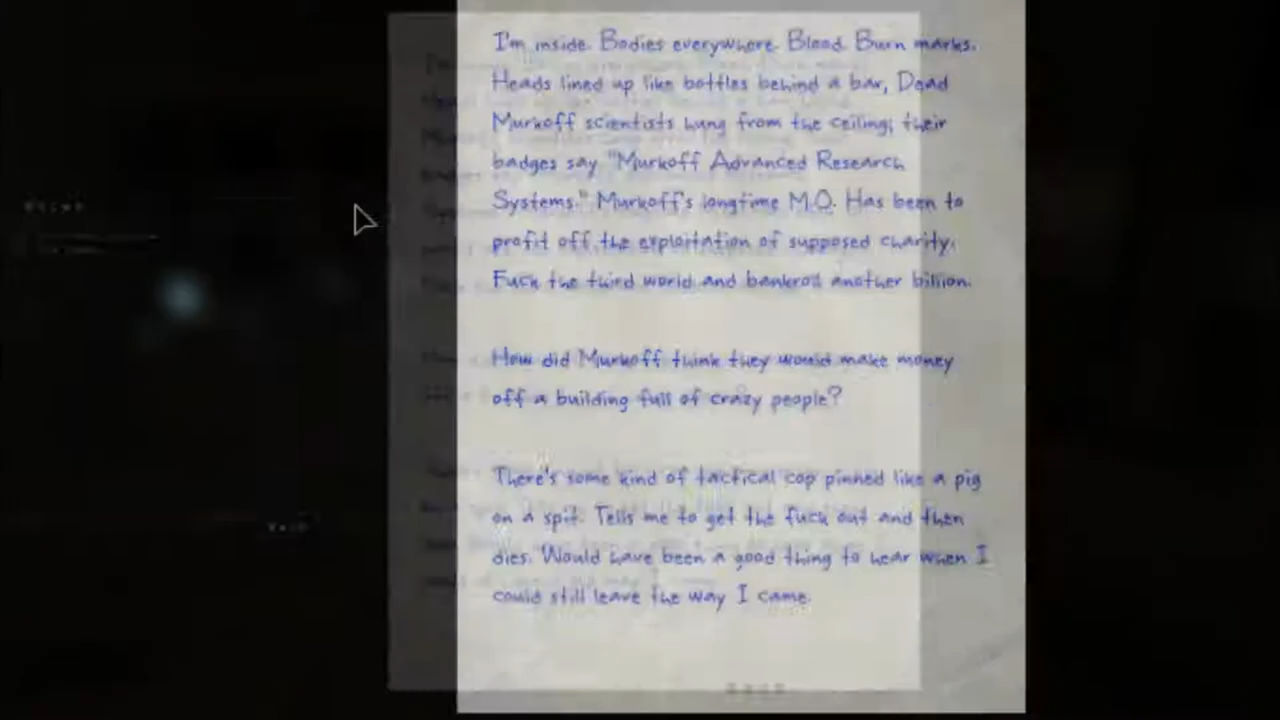 I'm inside. Bodies everywhere. Blood. Burn marks.
Heads lined up like bottles behind a bar, Dead
Murkoff scientists hung from the ceiling; their
badges say "Murkoff Advanced Research
Systems." Murkoff's longtime M.O. Has been to
profit off the exploitation of supposed charity.
Fuck the third world and bankroll another billion.
How did Murkoff think they would make money
off a building full of crazy people?
There's some kind of tactical cop pinned like a pig
on a spit. Tells me to get the fuck out and then
dies. Would have been a good thing to hear when I
could still leave the way I came.